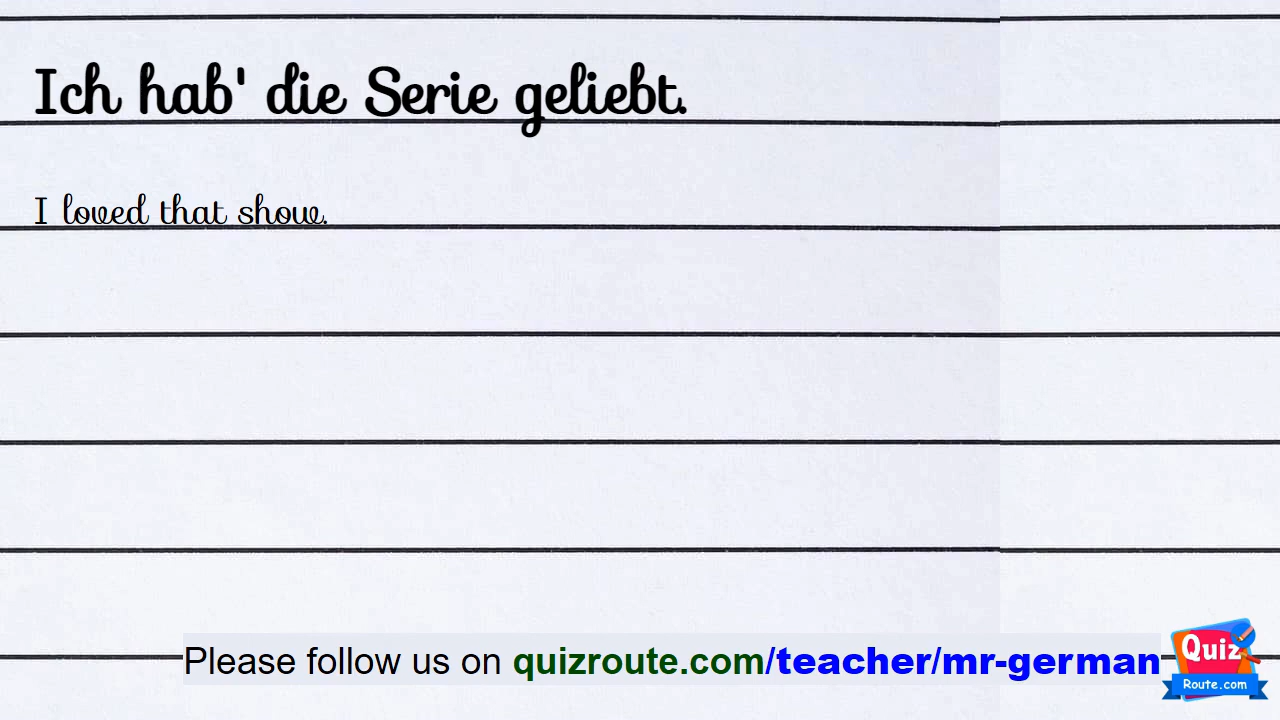 Ich hab' die Serie geliebt.
I loved that show.
Please follow us on quizroute.com/teacher/mr-german
Quiz
Route.com